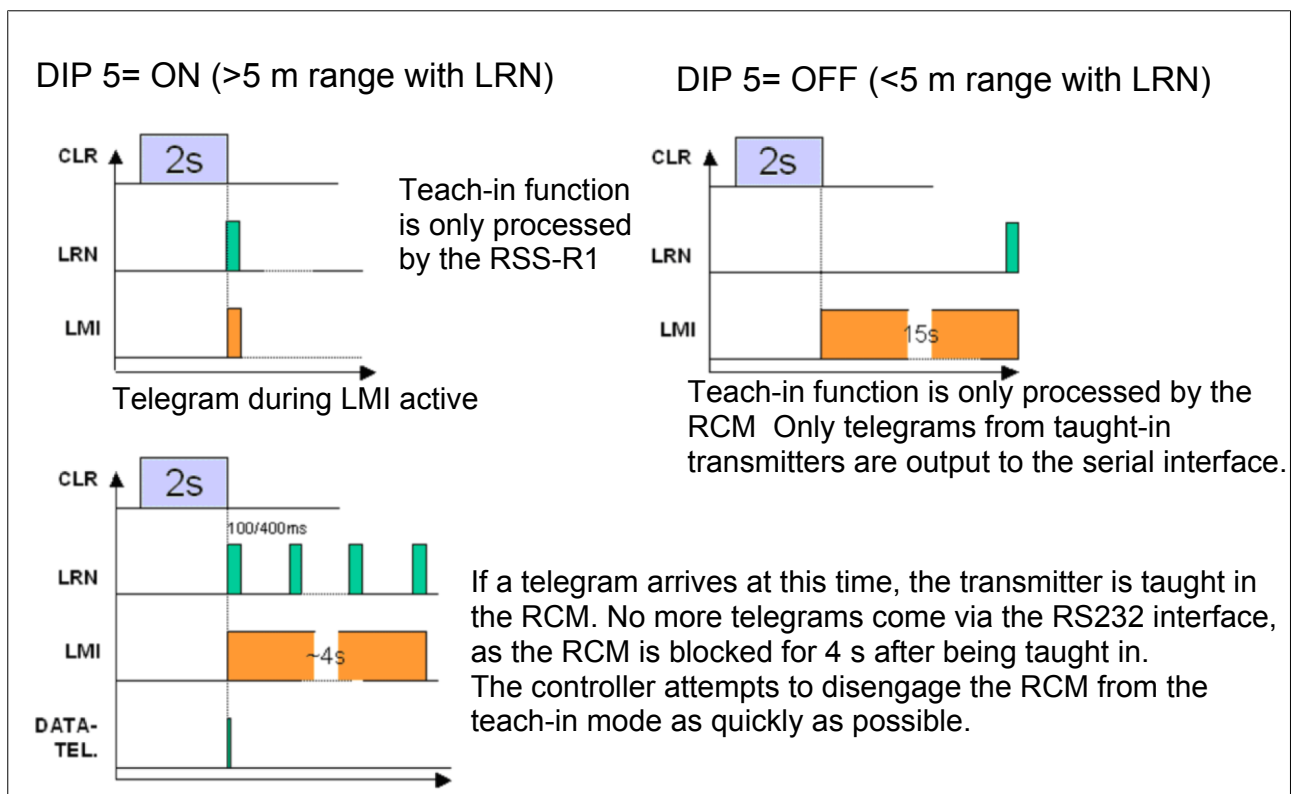 DIP 5= ON (>5 m range with LRN)
CLR
2s
LRN
LMI
Teach-in function
is only processed
by the RSS-R1
Telegram during LMI active
DIP 5= OFF (<5 m range with LRN)
CLR
2s
LRN
LMI
15s
Teach-in function is only processed by the
RCM  Only telegrams from taught-in
transmitters are output to the serial interface.
CLR
2s
100/400ms
LRN
LMI
~4s
DATA-
TEL.
If a telegram arrives at this time, the transmitter is taught in
the RCM. No more telegrams come via the RS232 interface,
as the RCM is blocked for 4 s after being taught in.
The controller attempts to disengage the RCM from the
teach-in mode as quickly as possible.